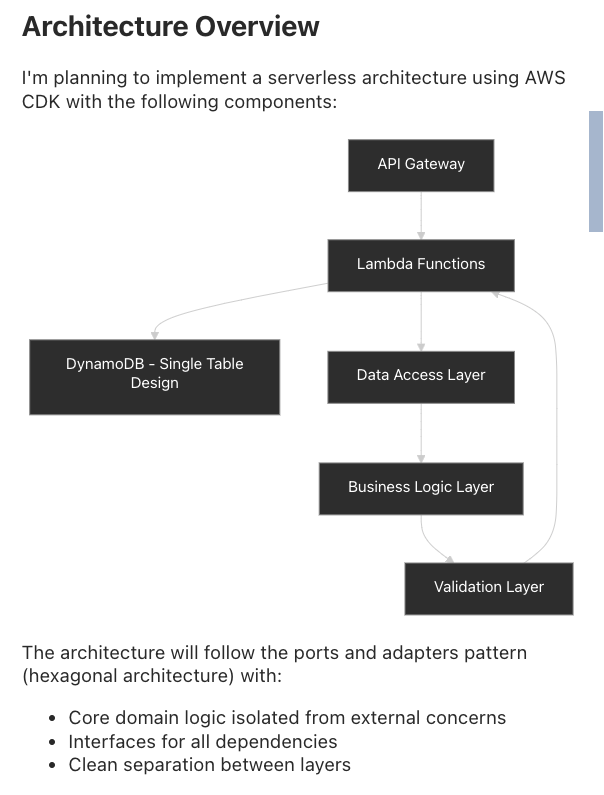 Architecture Overview
I'm planning to implement a serverless architecture using AWS
CDK with the following components:
API Gateway
Lambda Functions
DynamoDB - Single Table
Design
Data Access Layer
Business Logic Layer
Validation Layer
The architecture will follow the ports and adapters pattern
(hexagonal architecture) with:
• Core domain logic isolated from external concerns
• Interfaces for all dependencies
• Clean separation between layers